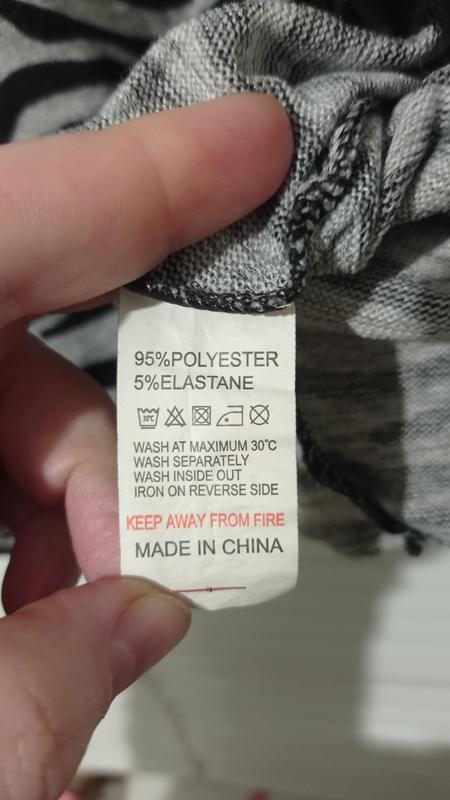 95%POLYESTER
5%ELASTANE
30℃
WASH AT MAXIMUM 30℃
WASH SEPARATELY
WASH INSIDE OUT
IRON ON REVERSE SIDE
KEEP AWAY FROM FIRE
MADE IN CHINA